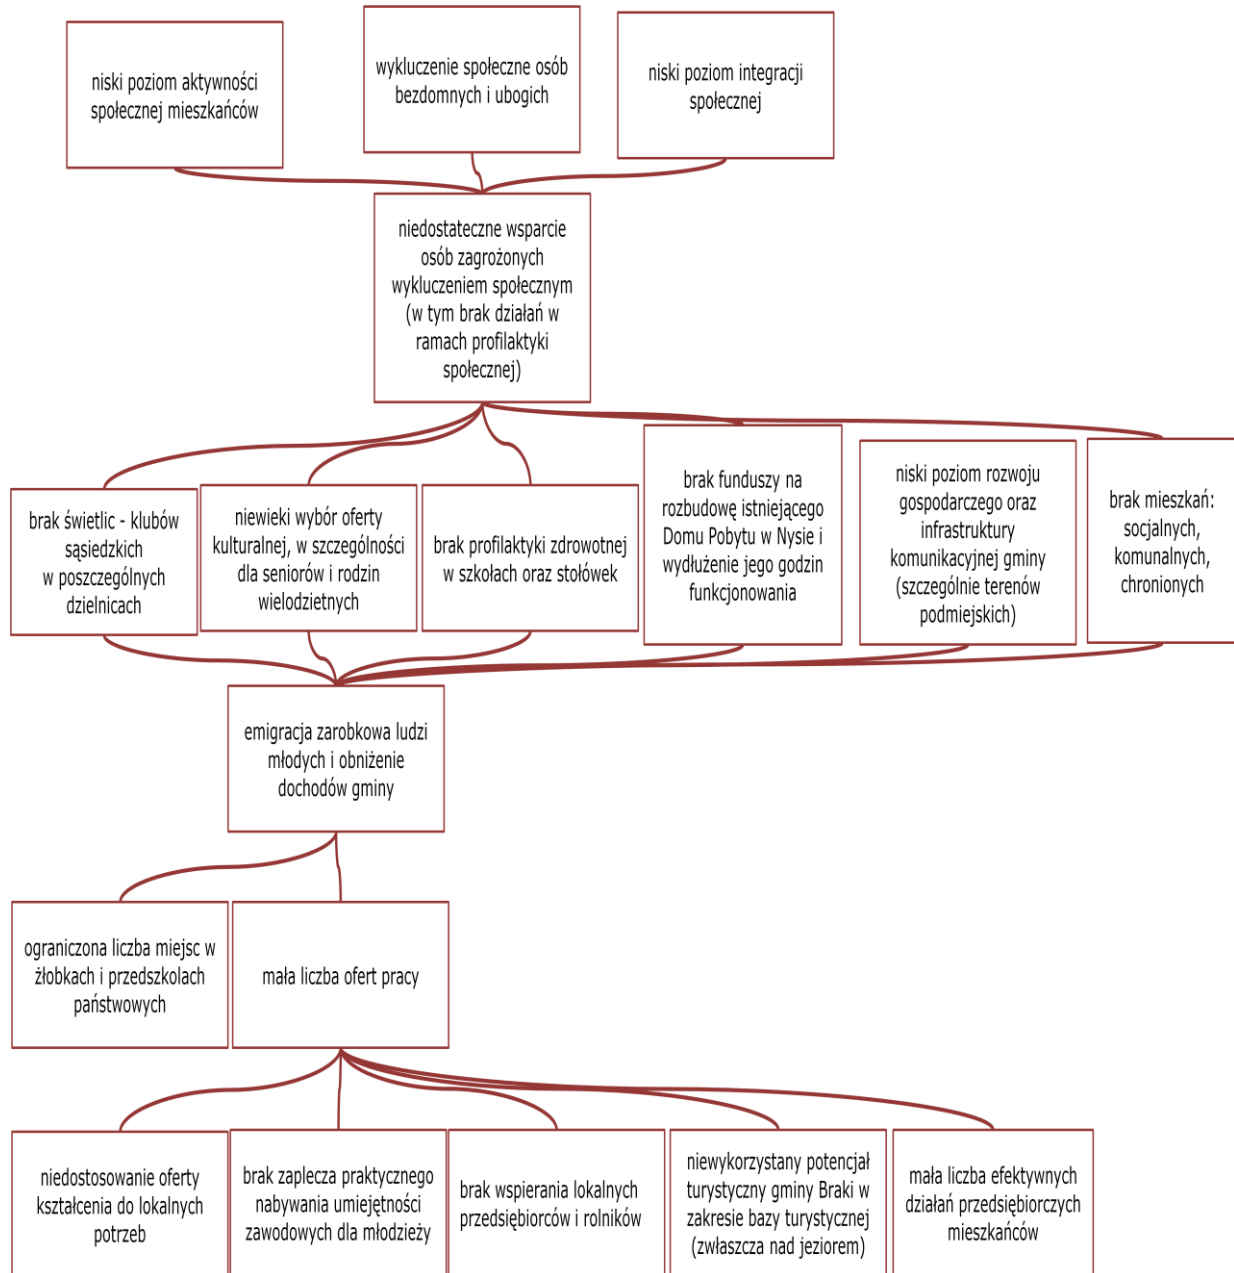 niski poziom aktywności
społecznej mieszkańców
wykluczenie społeczne osób
bezdomnych i ubogich
niski poziom integracji
społecznej
niedostateczne wsparcie
osób zagrożonych
wykluczeniem społecznym
(w tym brak działań w
ramach profilaktyki
społecznej)
brak świetlic - klubów
sąsiedzkich
w poszczególnych
dzielnicach
niewieki wybór oferty
kulturalnej, w szczególności
dla seniorów i rodzin
wielodzietnych
brak profilaktyki zdrowotnej
w szkołach oraz stołówek
brak funduszy na
rozbudowę istniejącego
Domu Pobytu w Nysie i
wydłużenie jego godzin
funkcjonowania
niski poziom rozwoju
gospodarczego oraz
infrastruktury
komunikacyjnej gminy
(szczególnie terenów
podmiejskich)
brak mieszkań:
socjalnych,
komunalnych,
chronionych
emigracja zarobkowa ludzi
młodych i obniżenie
dochodów gminy
ograniczona liczba miejsc w
żłobkach i przedszkolach
państwowych
mała liczba ofert pracy
niedostosowanie oferty
kształcenia do lokalnych
potrzeb
brak zaplecza praktycznego
nabywania umiejętności
zawodowych dla młodzieży
brak wspierania lokalnych
przedsiębiorców i rolników
niewykorzystany potencjał
turystyczny gminy Braki w
zakresie bazy turystycznej
(zwłaszcza nad jeziorem)
mała liczba efektywnych
działań przedsiębiorczych
mieszkańców